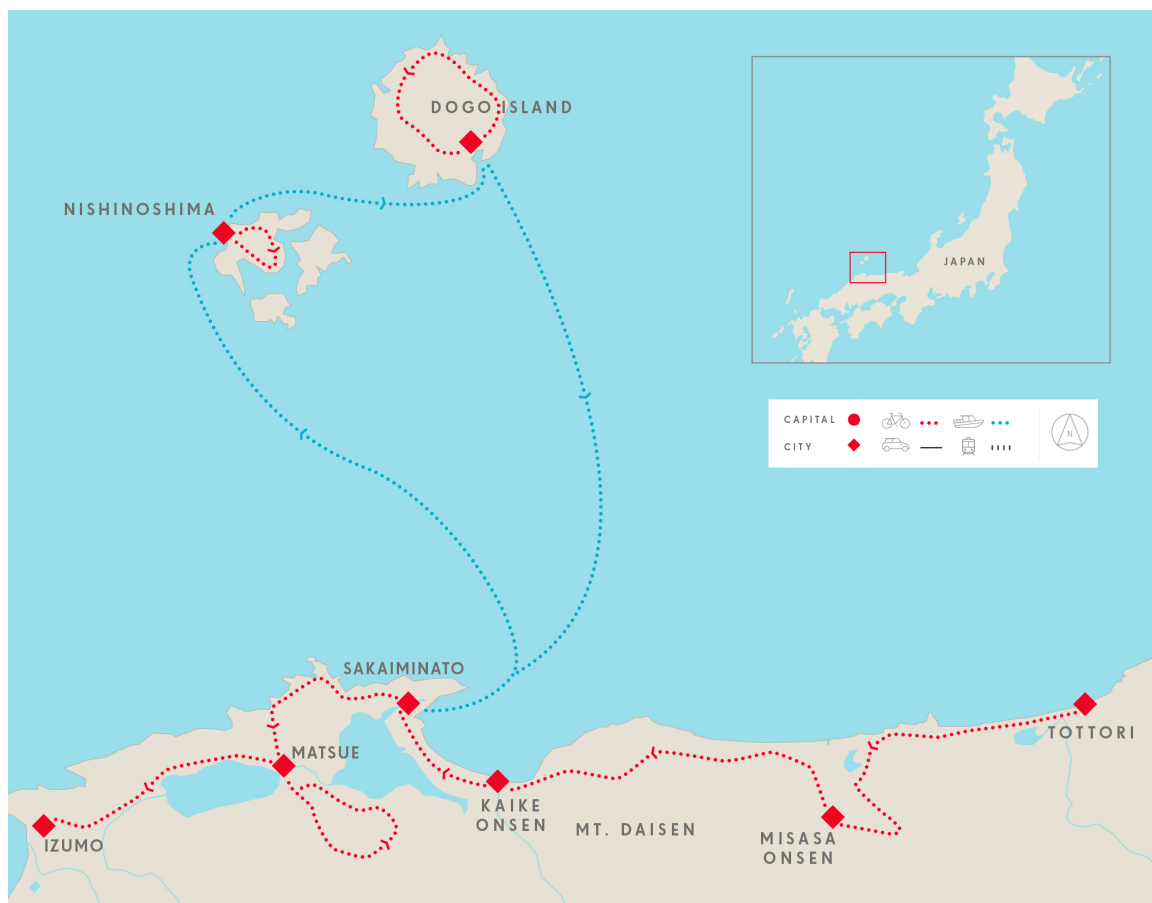 DOGO ISLAND
NISHINOSHIMA
JAPAN
CAPITAL
CITY
N
SAKAIMINATO
MATSUE
TOTTORI
KAIKE
ONSEN
MT. DAISEN
MISASA
ONSEN
IZUMO